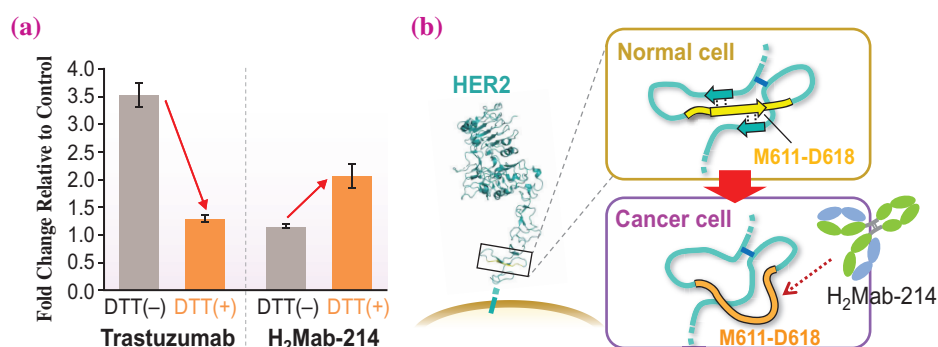 (a)
Fold Change Relative to Control
4.0
3.5
3.0
2.5
2.0
1.5
1.0
0.5
0.0
DTT(–) DTT(+) DTT(–) DTT(+)
Trastuzumab H₂Mab-214
(b)
HER2
Normal cell
M611-D618
Cancer cell
H₂Mab-214
M611-D618